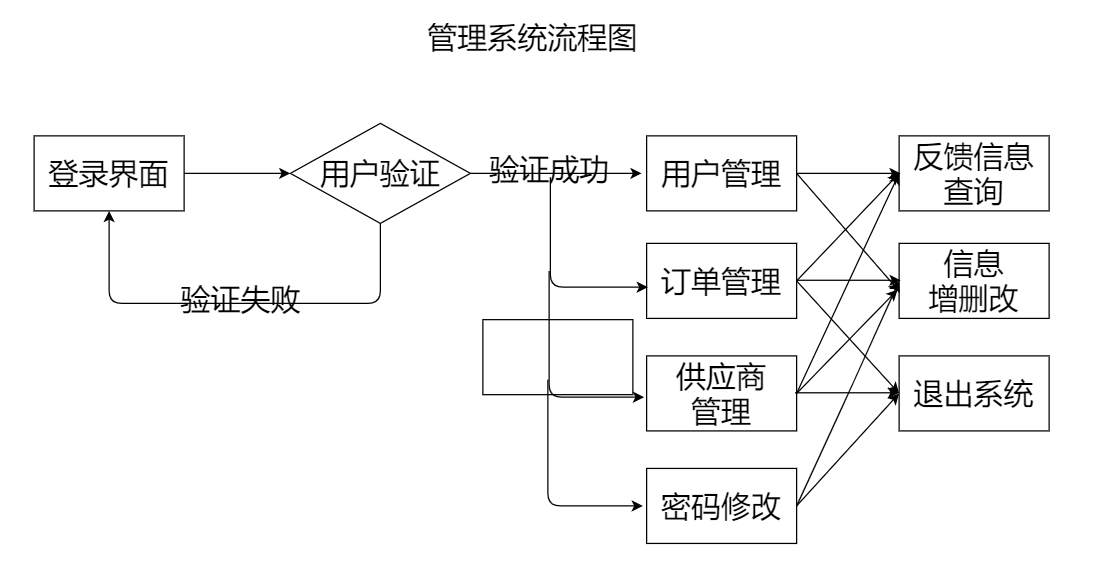 管理系统流程图
登录界面
用户验证
验证成功
验证失败
用户管理
订单管理
供应商
管理
密码修改
反馈信息
查询
信息
增删改
退出系统